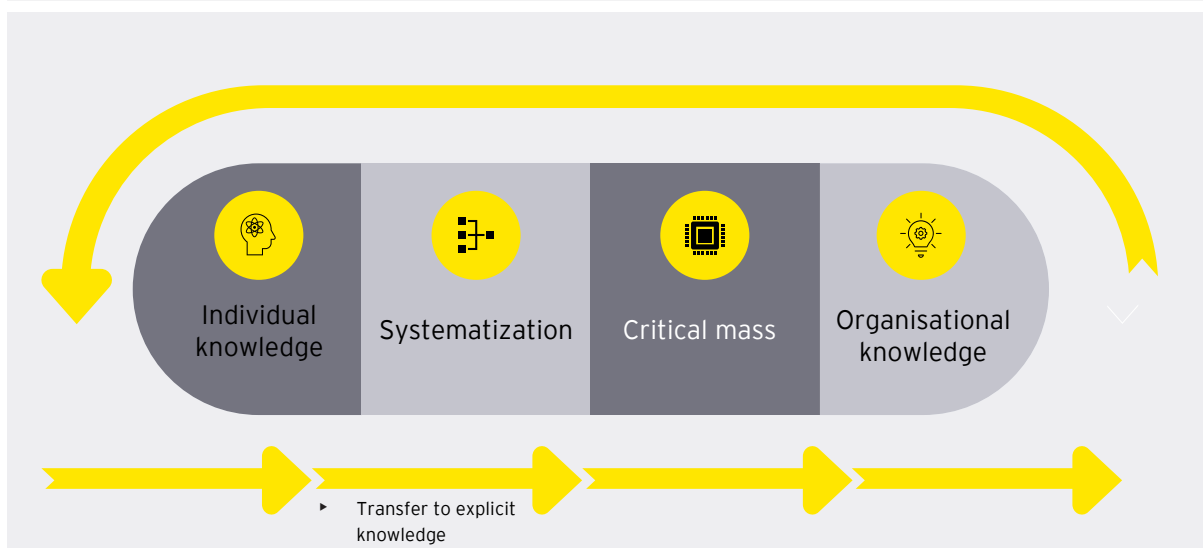 Individual
knowledge
Systematization
Critical mass
Organisational
knowledge
‣ Transfer to explicit
knowledge